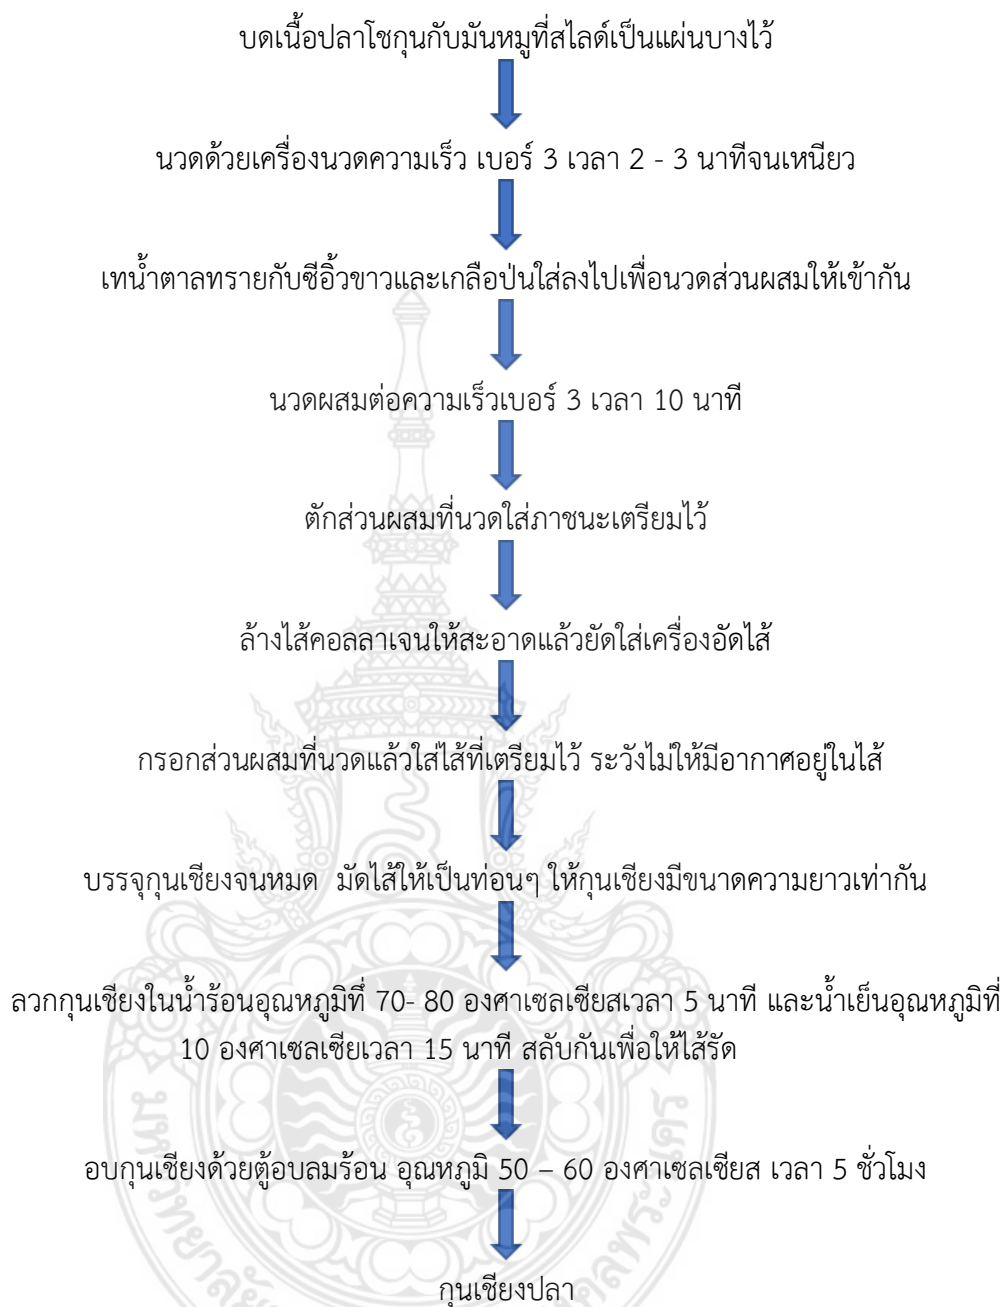 บดเนื้อปลาโชกุนกับมันหมูที่สไลด์เป็นแผ่นบางไว้
นวดด้วยเครื่องนวดความเร็ว เบอร์ 3 เวลา 2 - 3 นาทีจนเหนียว
เทน้ำตาลทรายกับซีอิ้วขาวและเกลือป่นใส่ลงไปเพื่อนวดส่วนผสมให้เข้ากัน
นวดผสมต่อความเร็วเบอร์ 3 เวลา 10 นาที
ตักส่วนผสมที่นวดใส่ภาชนะเตรียมไว้
ล้างไส้คอลลาเจนให้สะอาดแล้วยัดใส่เครื่องอัดไส้
กรอกส่วนผสมที่นวดแล้วใส่ไส้ที่เตรียมไว้ ระวังไม่ให้มีอากาศอยู่ในไส้
บรรจุกุนเชียงจนหมด มัดไส้ให้เป็นท่อนๆ ให้กุนเชียงมีขนาดความยาวเท่ากัน
ลวกกุนเชียงในน้ำร้อนอุณหภูมิที่ 70- 80 องศาเซลเซียสเวลา 5 นาที และน้ำเย็นอุณหภูมิที่
10 องศาเซลเซียเวลา 15 นาที สลับกันเพื่อให้ไส้รัด
อบกุนเชียงด้วยตู้อบลมร้อน อุณหภูมิ 50 – 60 องศาเซลเซียส เวลา 5 ชั่วโมง
กุนเชียงปลา